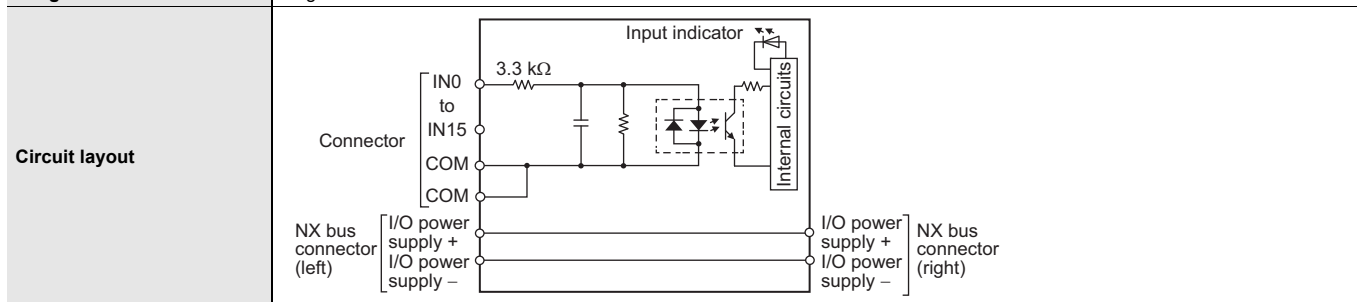 Circuit layout
Input indicator
3.3 kΩ
IN0
to
IN15
COM
COM
Connector
Internal circuits
NX bus
connector
(left)
I/O power
supply +
I/O power
supply –
I/O power
supply +
I/O power
supply –
NX bus
connector
(right)